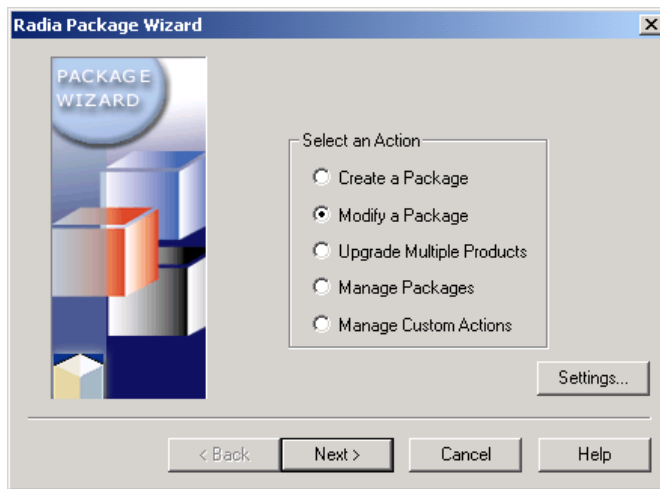 Radia Package Wizard
PACKAGE
WIZARD
Select an Action
Create a Package
Modify a Package
Upgrade Multiple Products
Manage Packages
Manage Custom Actions
Settings...
< Back
Next >
Cancel
Help